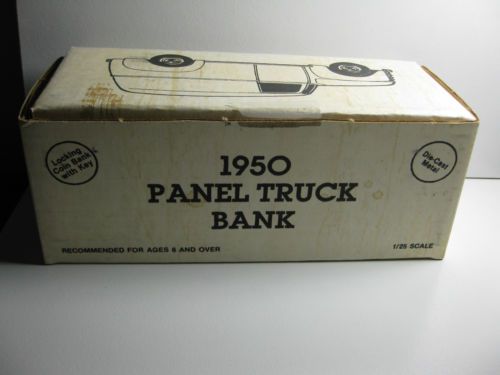 Locking
Coin Bank
with Key
1950
PANEL TRUCK
BANK
Die-Cast
Metal
RECOMMENDED FOR AGES 8 AND OVER
1/25 SCALE